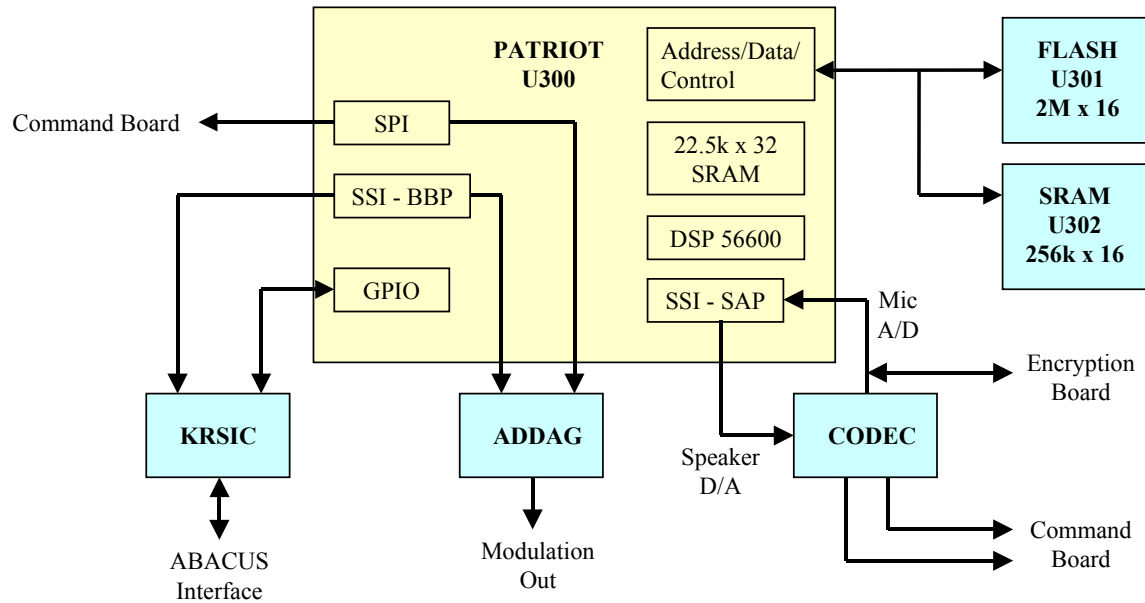 PATRIOT
U300
Address/Data/
Control
FLASH
U301
2M x 16
Command Board
SPI
22.5k x 32
SRAM
SSI - BBP
SRAM
U302
256k x 16
DSP 56600
GPIO
SSI - SAP
Mic
A/D
Encryption
Board
KRSIC
ADDAG
CODEC
Speaker
D/A
ABACUS
Interface
Modulation
Out
Command
Board